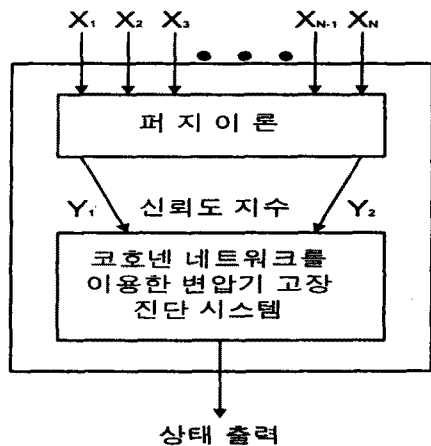 X₁ X₂ X₃ ● ● ● X_N-1 X_N
퍼 지 이 론
Y₁ 신뢰도 지수 Y₂
코호넨 네트워크를
이용한 변압기 고장
진단 시스템
상태 출력